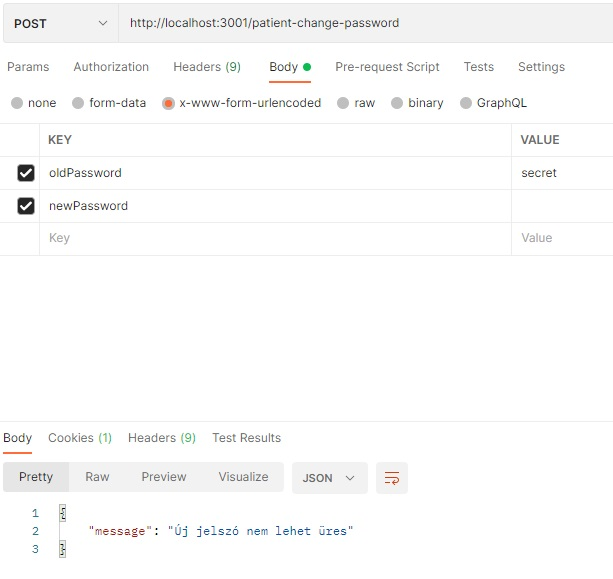 POST http://localhost:3001/patient-change-password
Params Authorization Headers (9) Body Pre-request Script Tests Settings
none form-data x-www-form-urlencoded raw binary GraphQL
KEY VALUE
oldPassword secret
newPassword
Key Value
Body Cookies (1) Headers (9) Test Results
Pretty Raw Preview Visualize JSON
1 {
2 "message": "Új jelszó nem lehet üres"
3 }